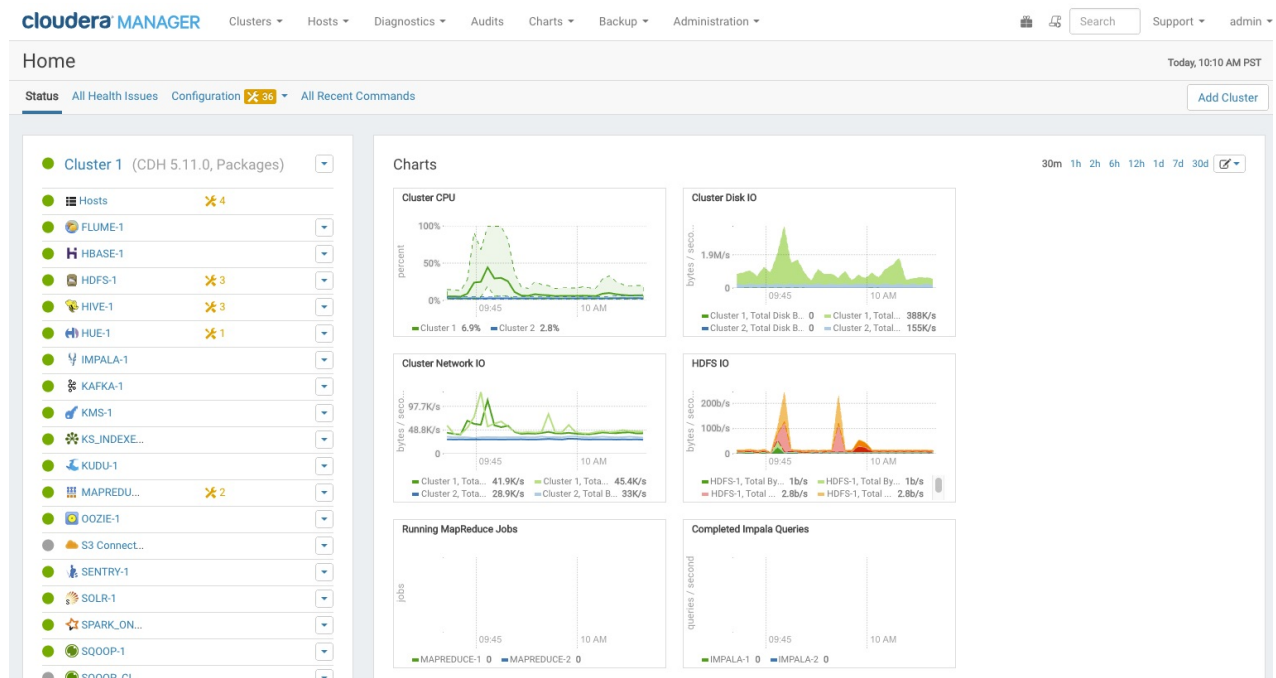 cloudera MANAGER Clusters Hosts Diagnostics Audits Charts Backup Administration Search Support admin
Home Today, 10:10 AM PST
Status All Health Issues Configuration 36 All Recent Commands Add Cluster
Cluster 1 (CDH 5.11.0, Packages)
Hosts 4
FLUME-1
HBASE-1
HDFS-1 3
HIVE-1 3
HUE-1 1
IMPALA-1
KAFKA-1
KMS-1
KS_INDEXE...
KUDU-1
MAPREDU... 2
OOZIE-1
S3 Connect...
SENTRY-1
SOLR-1
SPARK_ON...
SQOOP-1
Charts 30m 1h 2h 6h 12h 1d 7d 30d
Cluster CPU
percent
100%
50%
0%
09:45 10 AM
Cluster 1 6.9% Cluster 2 2.8%
Cluster Disk IO
bytes / seco...
1.9M/s
0
09:45 10 AM
Cluster 1, Total Disk B... 0 Cluster 1, Total... 388K/s
Cluster 2, Total Disk B... 0 Cluster 2, Total... 155K/s
Cluster Network IO
bytes / seco...
97.7K/s
48.8K/s
0
09:45 10 AM
Cluster 1, Tota... 41.9K/s Cluster 1, Tota... 45.4K/s
Cluster 2, Tota... 28.9K/s Cluster 2, Total B... 33K/s
HDFS IO
bytes / seco...
200b/s
100b/s
0
09:45 10 AM
HDFS-1, Total By... 1b/s HDFS-1, Total By... 1b/s
HDFS-1, Total ... 2.8b/s HDFS-1, Total ... 2.8b/s
Running MapReduce Jobs
jobs
09:45 10 AM
MAPREDUCE-1 0 MAPREDUCE-2 0
Completed Impala Queries
queries / second
09:45 10 AM
IMPALA-1 0 IMPALA-2 0